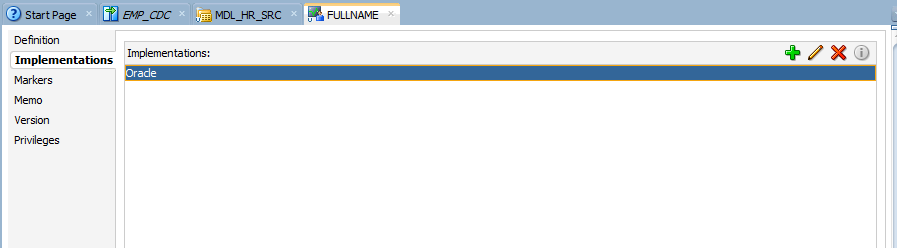 Start Page
EMP_CDC
MDL_HR_SRC
FULLNAME
Definition
Implementations
Markers
Memo
Version
Privileges
Implementations:
Oracle